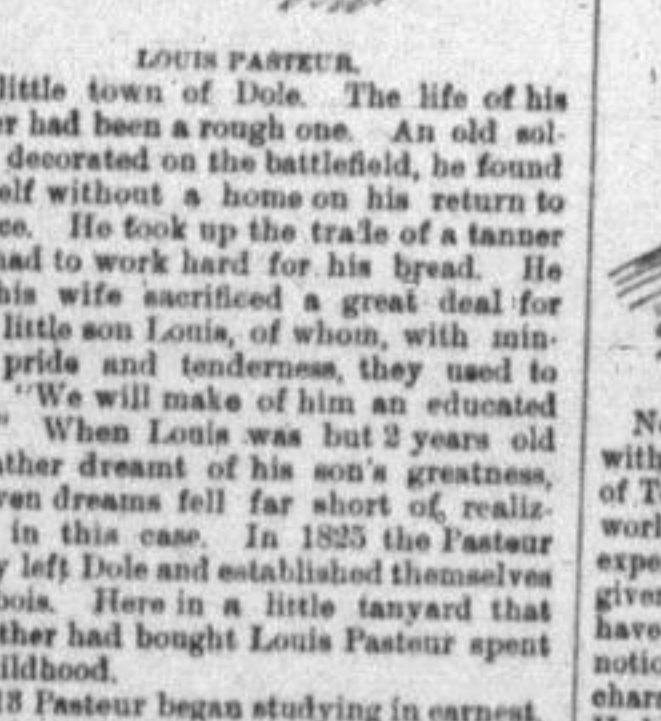 LOUIS PASTEUR.
little town of Dole. The life of his
er had been a rough one. An old sol-
decorated on the battlefield, he found
elf without a home on his return to
ce. He took up the trade of a tanner
had to work hard for his bread. He
his wife sacrificed a great deal for
little son Louis, of whom, with min-
pride and tenderness, they used to
"We will make of him an educated
" When Louis was but 2 years old
ather dreamt of his son's greatness,
ven dreams fell far short of realiz-
in this case. In 1825 the Pasteur
y left Dole and established themselves
bois. Here in a little tanyard that
ther had bought Louis Pasteur spent
ildhood.
18 Pasteur began studying in earnest
N
with
of T
work
expe
given
have
notic
chara